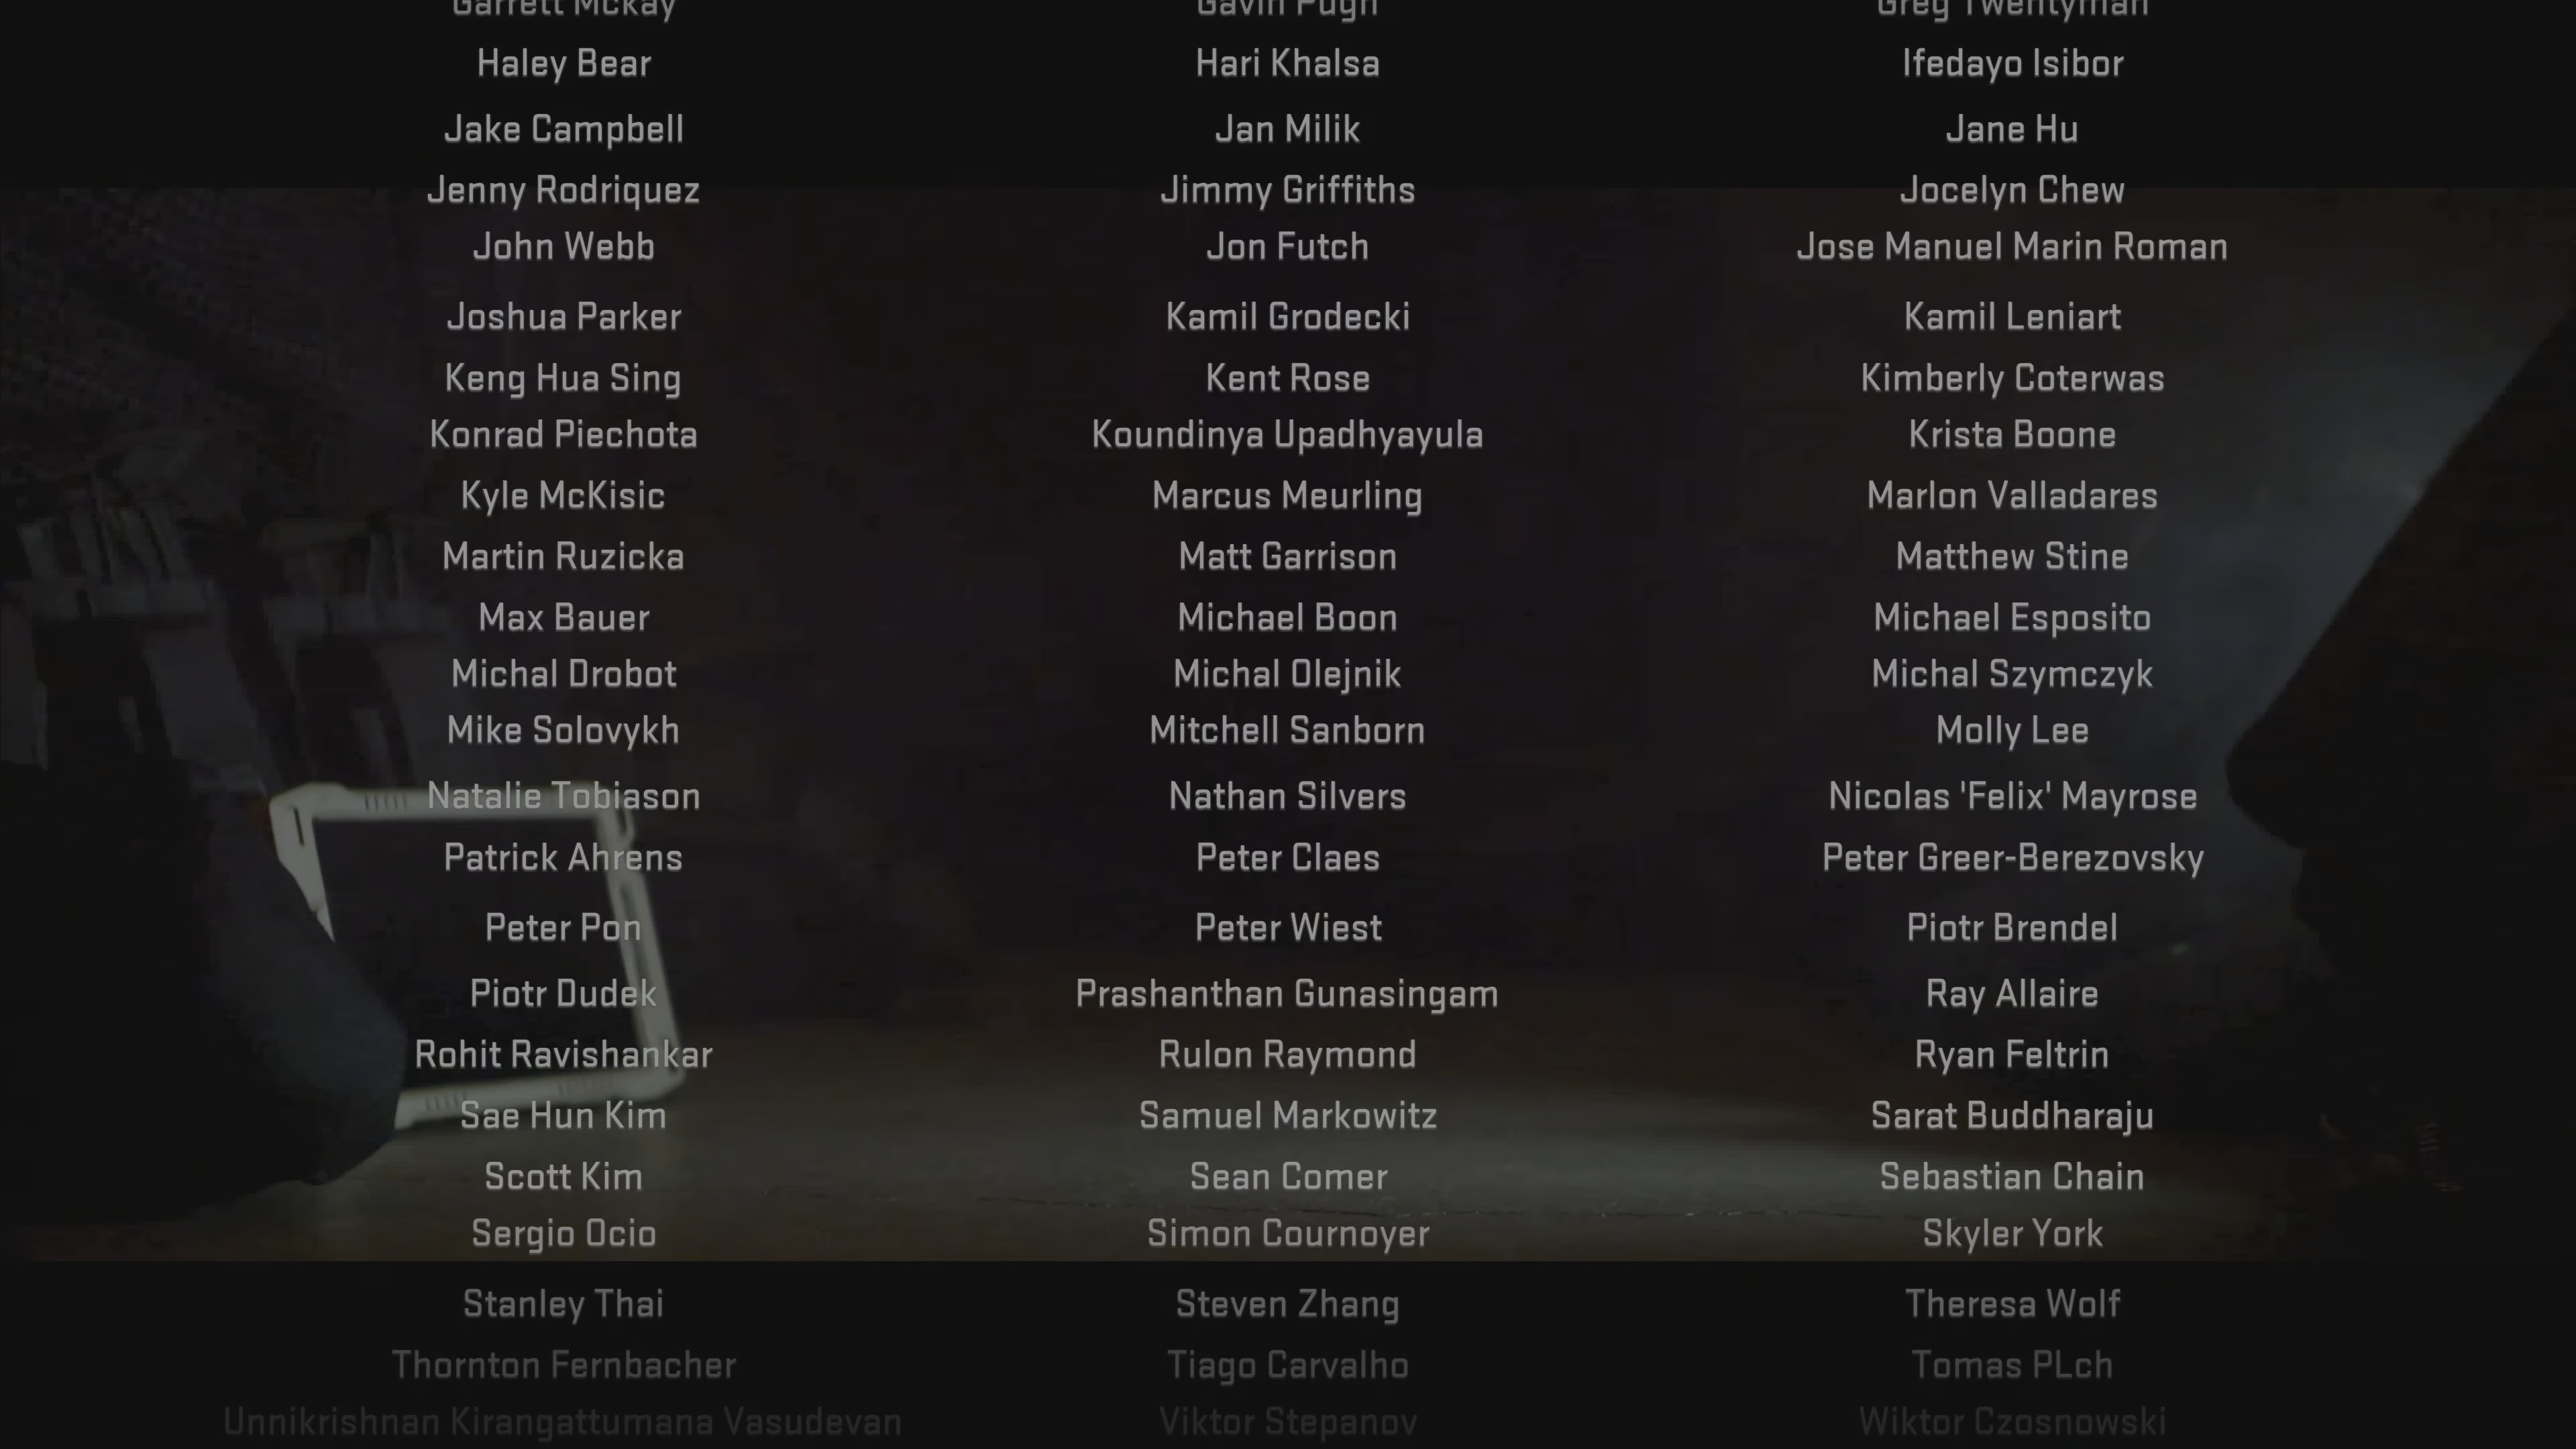 Garrett McKay Gavin Pugh Greg Twentyman
Haley Bear Hari Khalsa Ifedayo Isibor
Jake Campbell Jan Milik Jane Hu
Jenny Rodriquez Jimmy Griffiths Jocelyn Chew
John Webb Jon Futch Jose Manuel Marin Roman
Joshua Parker Kamil Grodecki Kamil Leniart
Keng Hua Sing Kent Rose Kimberly Coterwas
Konrad Piechota Koundinya Upadhyayula Krista Boone
Kyle McKisic Marcus Meurling Marlon Valladares
Martin Ruzicka Matt Garrison Matthew Stine
Max Bauer Michael Boon Michael Esposito
Michal Drobot Michal Olejnik Michal Szymczyk
Mike Solovykh Mitchell Sanborn Molly Lee
Natalie Tobiason Nathan Silvers Nicolas 'Felix' Mayrose
Patrick Ahrens Peter Claes Peter Greer-Berezovsky
Peter Pon Peter Wiest Piotr Brendel
Piotr Dudek Prashanthan Gunasingam Ray Allaire
Rohit Ravishankar Rulon Raymond Ryan Feltrin
Sae Hun Kim Samuel Markowitz Sarat Buddharaju
Scott Kim Sean Comer Sebastian Chain
Sergio Ocio Simon Cournoyer Skyler York
Stanley Thai Steven Zhang Theresa Wolf
Thornton Fernbacher Tiago Carvalho Tomas PLch
Unnikrishnan Kirangattumana Vasudevan Viktor Stepanov Wiktor Czosnowski